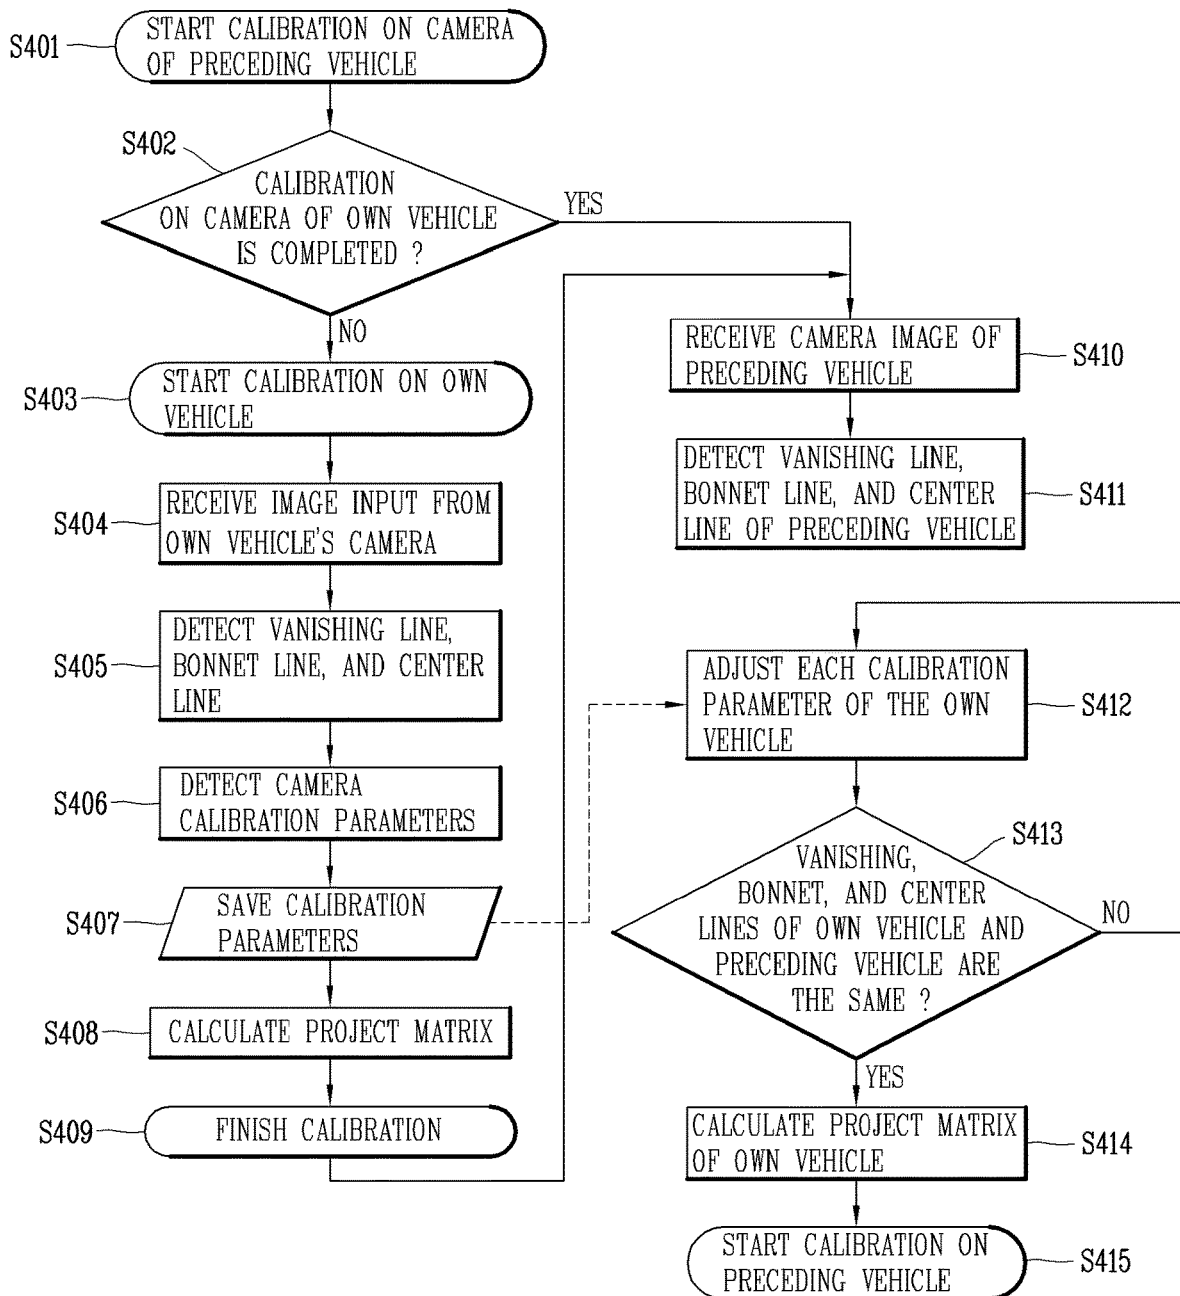 S401
START CALIBRATION ON CAMERA
OF PRECEDING VEHICLE
S402
CALIBRATION
ON CAMERA OF OWN VEHICLE
IS COMPLETED ?
YES
NO
S403
START CALIBRATION ON OWN
VEHICLE
S404
RECEIVE IMAGE INPUT FROM
OWN VEHICLE'S CAMERA
S405
DETECT VANISHING LINE,
BONNET LINE, AND CENTER
LINE
S406
DETECT CAMERA
CALIBRATION PARAMETERS
S407
SAVE CALIBRATION
PARAMETERS
S408
CALCULATE PROJECT MATRIX
S409
FINISH CALIBRATION
RECEIVE CAMERA IMAGE OF
PRECEDING VEHICLE
S410
DETECT VANISHING LINE,
BONNET LINE, AND CENTER
LINE OF PRECEDING VEHICLE
S411
ADJUST EACH CALIBRATION
PARAMETER OF THE OWN
VEHICLE
S412
S413
VANISHING,
BONNET, AND CENTER
LINES OF OWN VEHICLE AND
PRECEDING VEHICLE ARE
THE SAME ?
NO
YES
CALCULATE PROJECT MATRIX
OF OWN VEHICLE
S414
START CALIBRATION ON
PRECEDING VEHICLE
S415